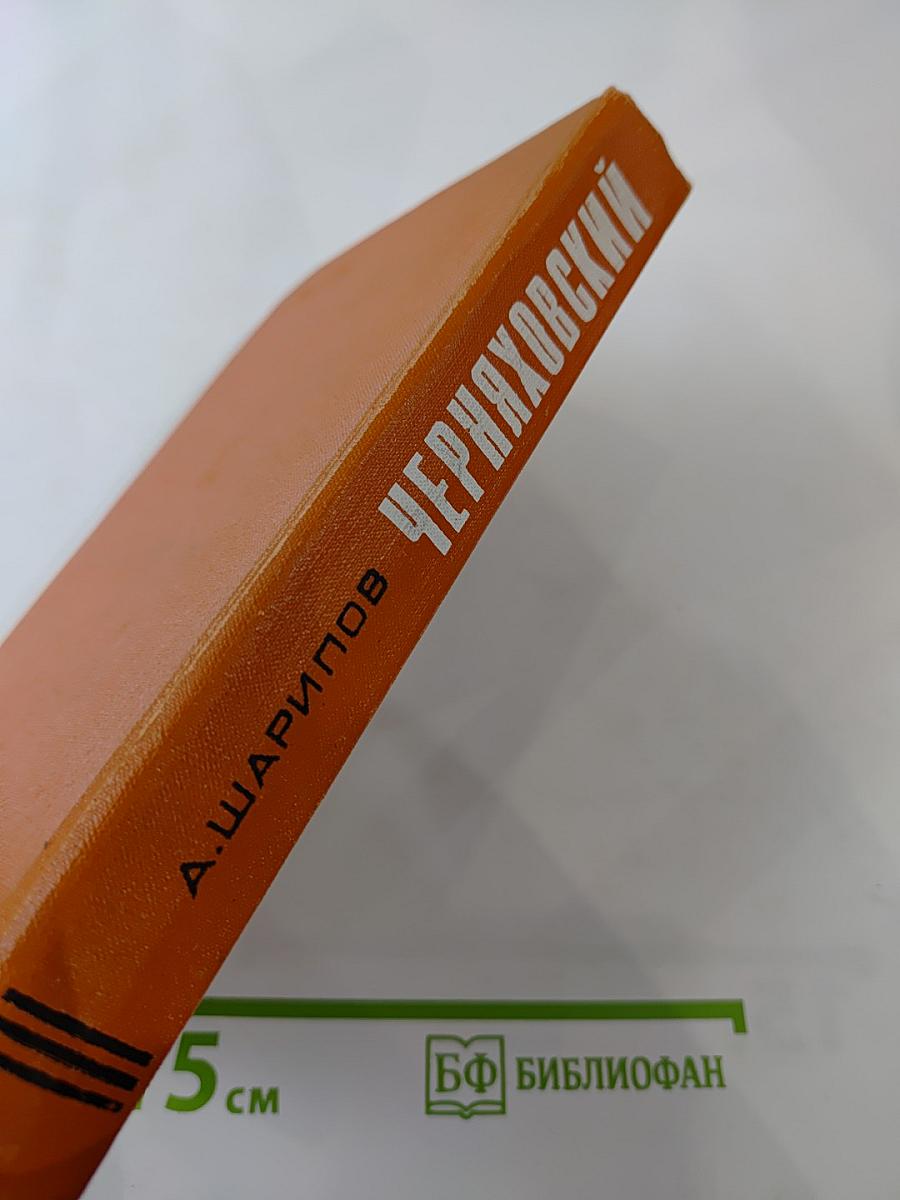 А.ШАРИПОВ
ЧЕРНЯХОВСКИЙ
5 см
БФ БИБЛИОФАН